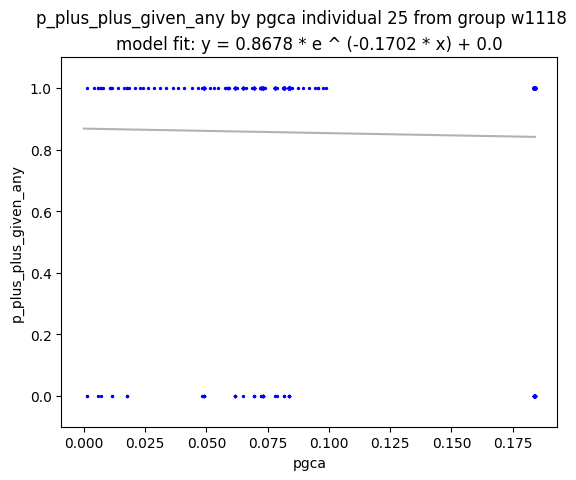 p_plus_plus_given_any by pgca individual 25 from group w1118
model fit: y = 0.8678 * e ^ (-0.1702 * x) + 0.0
1.0
0.8
0.6
0.4
0.2
0.0
p_plus_plus_given_any
0.000 0.025 0.050 0.075 0.100 0.125 0.150 0.175
pgca